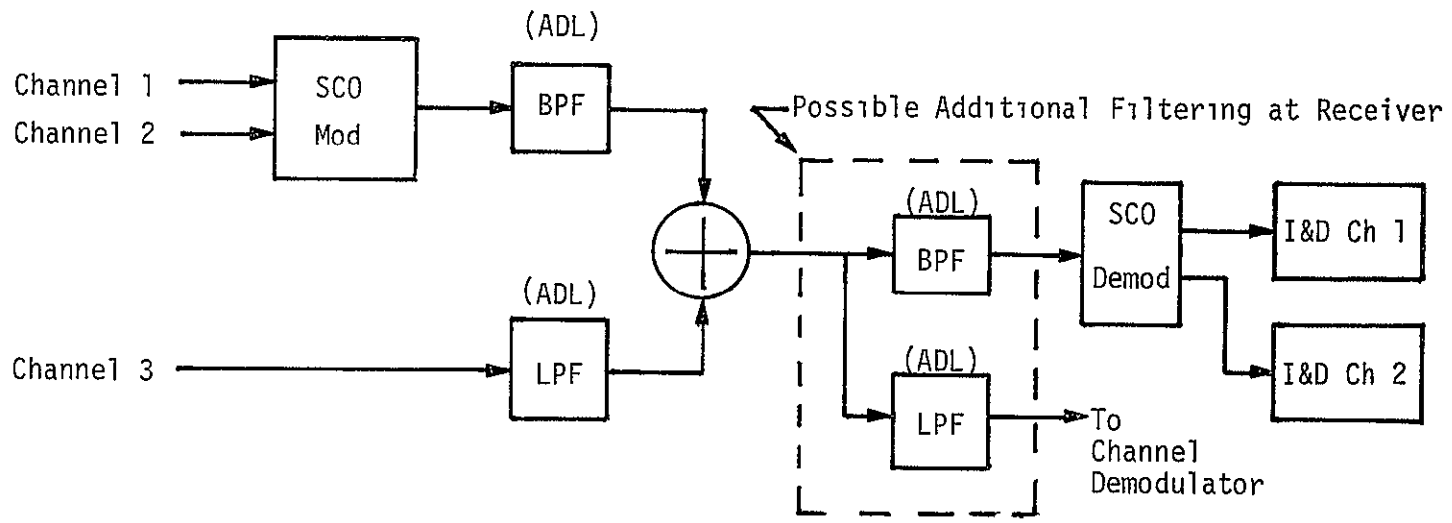 (ADL)
Channel 1
SCO
BPF
Channel 2
Mod
Possible Additional Filtering at Receiver
(ADL)
SCO
I&D Ch 1
BPF
Demod
(ADL)
Channel 3
LPF
(ADL)
I&D Ch 2
LPF
To
Channel
Demodulator